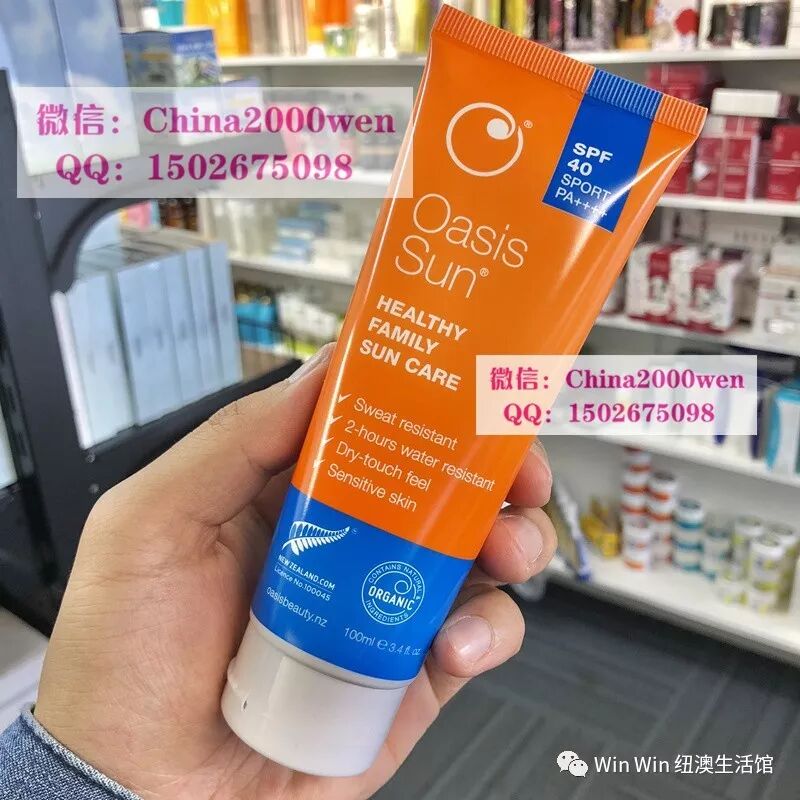 微信：China2000wen
QQ：1502675098
SPF
40
SPORT
PA++++
Oasis
Sun®
HEALTHY
FAMILY
SUN CARE
✓ Sweat resistant
✓ 2-hours water resistant
✓ Dry-touch feel
✓ Sensitive skin
微信：China2000wen
QQ：1502675098
NEWZEALAND.COM
Licence No.100045
oasisbeauty.nz
CONTAINS NATURAL &
ORGANIC
INGREDIENTS
100ml ℮ 3.4 fl. oz
Win Win 纽澳生活馆